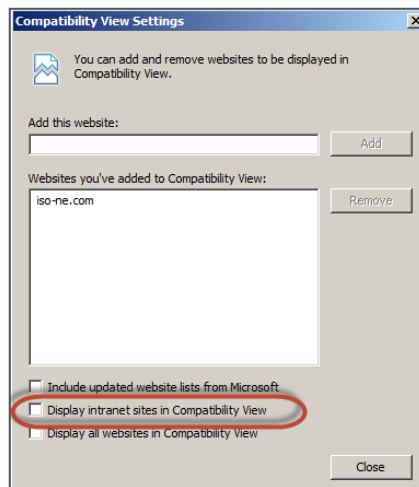 Compatibility View Settings
You can add and remove websites to be displayed in
Compatibility View.
Add this website:
Add
Websites you've added to Compatibility View:
iso-ne.com
Remove
Include updated website lists from Microsoft
Display intranet sites in Compatibility View
Display all websites in Compatibility View
Close